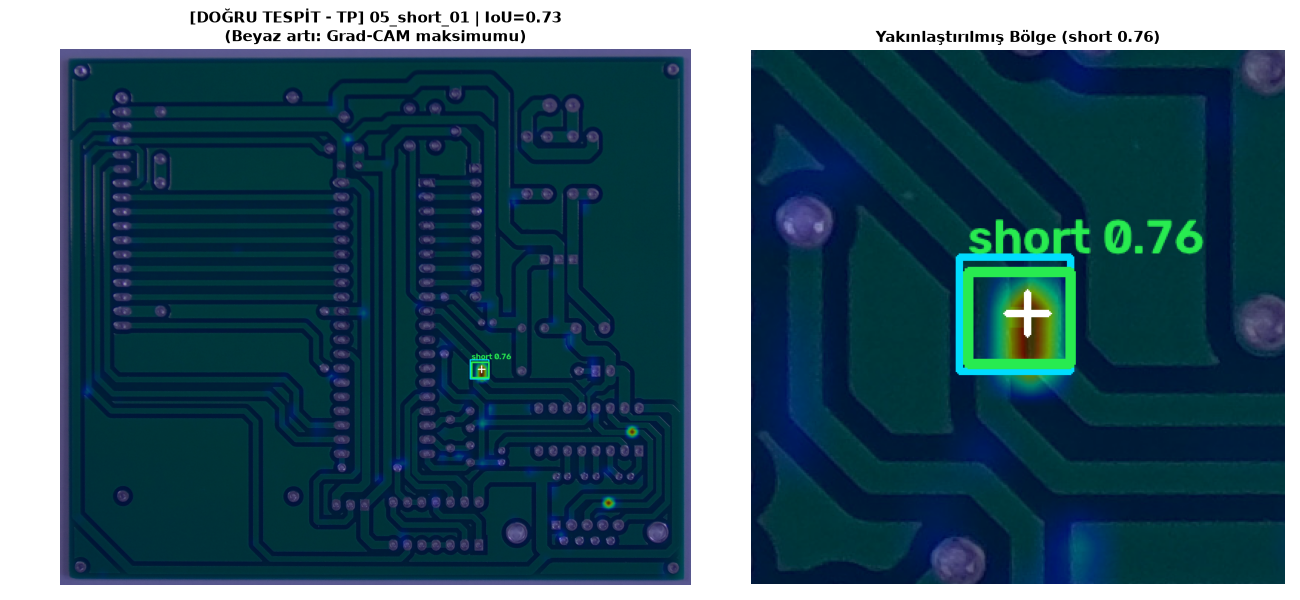 [DOĞRU TESPİT - TP] 05_short_01 | IoU=0.73
(Beyaz artı: Grad-CAM maksimumu)
Yakınlaştırılmış Bölge (short 0.76)
short 0.76
short 0.76